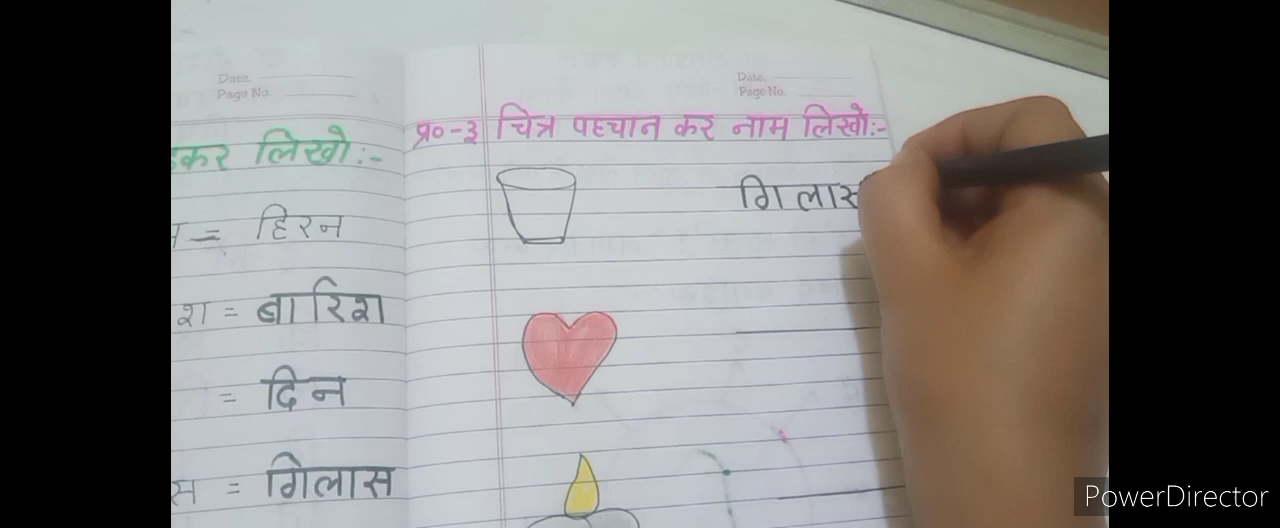 Date
Page No.
कर लिखो:-
= हिरन
श = बारिश
= दिन
स = गिलास
Date
Page No.
प्र०-३ चित्र पहचान कर नाम लिखो:-
गिलास
PowerDirector